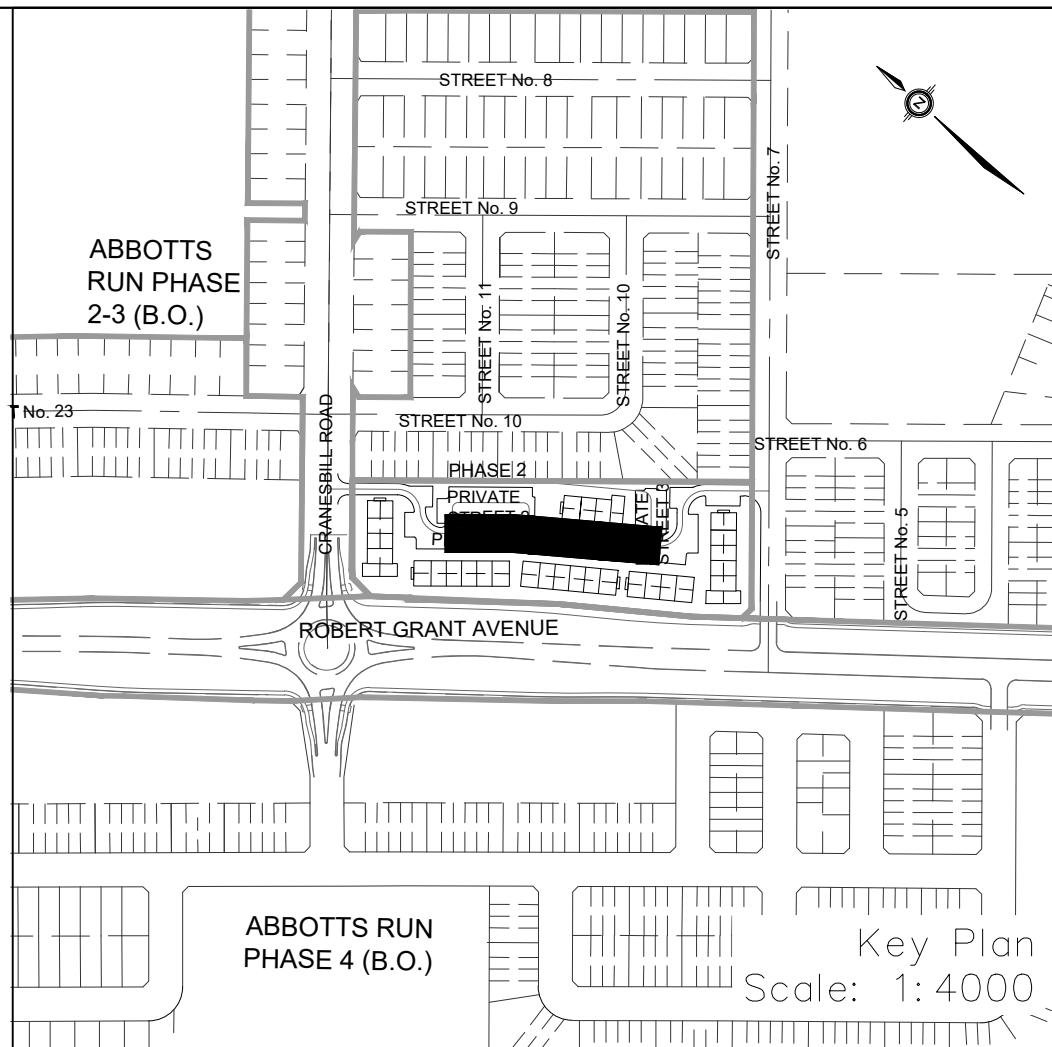 STREET No. 8
N
STREET No. 7
STREET No. 9
ABBOTTS
RUN PHASE
2-3 (B.O.)
STREET No. 11
STREET No. 10
No. 23
CRANESBILL ROAD
STREET No. 10
STREET No. 6
PHASE 2
PRIVATE
STREET No. 5
ROBERT GRANT AVENUE
ABBOTTS RUN
PHASE 4 (B.O.)
Key Plan
Scale: 1:4000